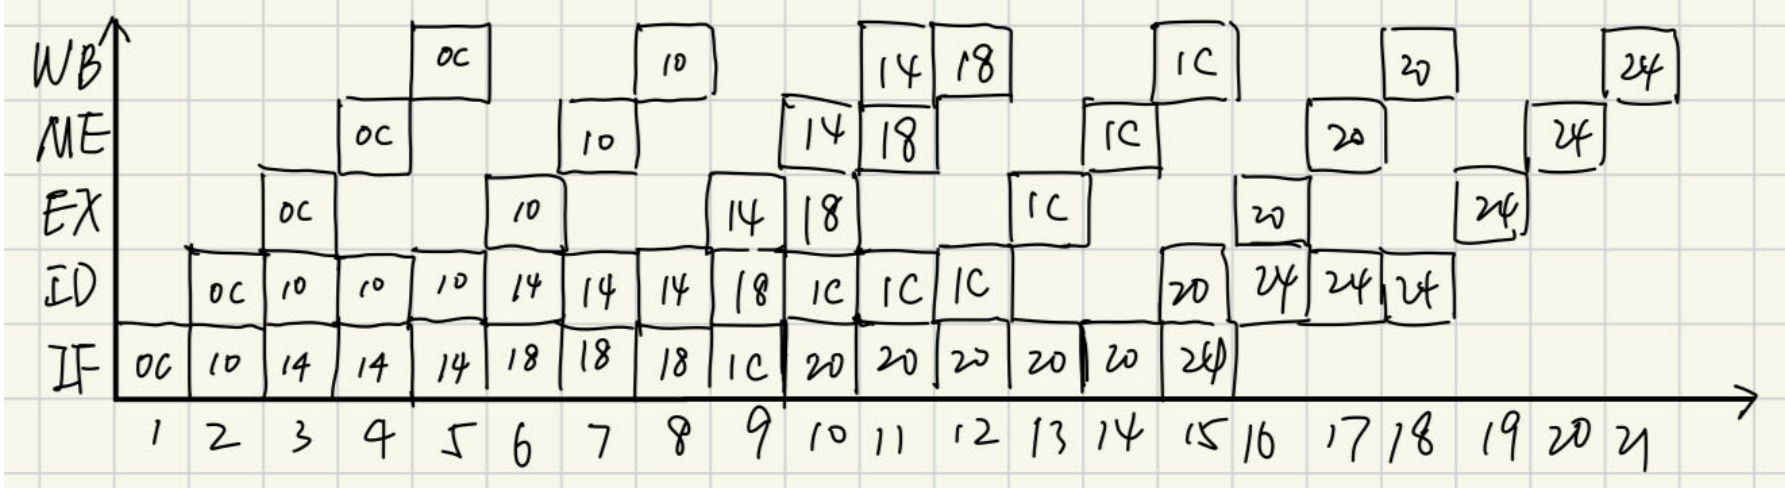 WB 0C 10 14 18 1C 20 24
ME 0C 10 14 18 1C 20 24
EX 0C 10 14 18 1C 20 24
ID 0C 10 10 10 14 14 14 18 1C 1C 1C 20 24 24 24
IF 0C 10 14 14 14 18 18 18 1C 20 20 20 20 20 24
1 2 3 4 5 6 7 8 9 10 11 12 13 14 15 16 17 18 19 20 21